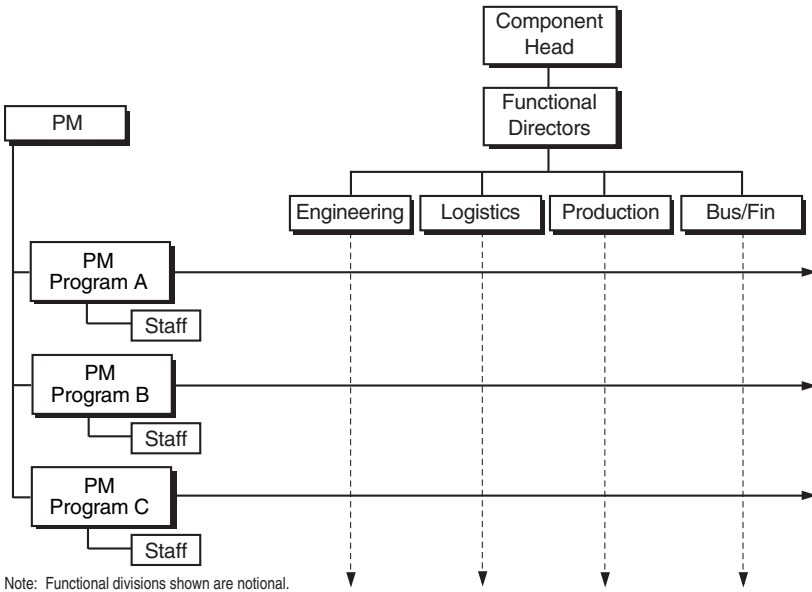 Component
Head
Functional
Directors
PM
Engineering
Logistics
Production
Bus/Fin
PM
Program A
Staff
PM
Program B
Staff
PM
Program C
Staff
Note: Functional divisions shown are notional.